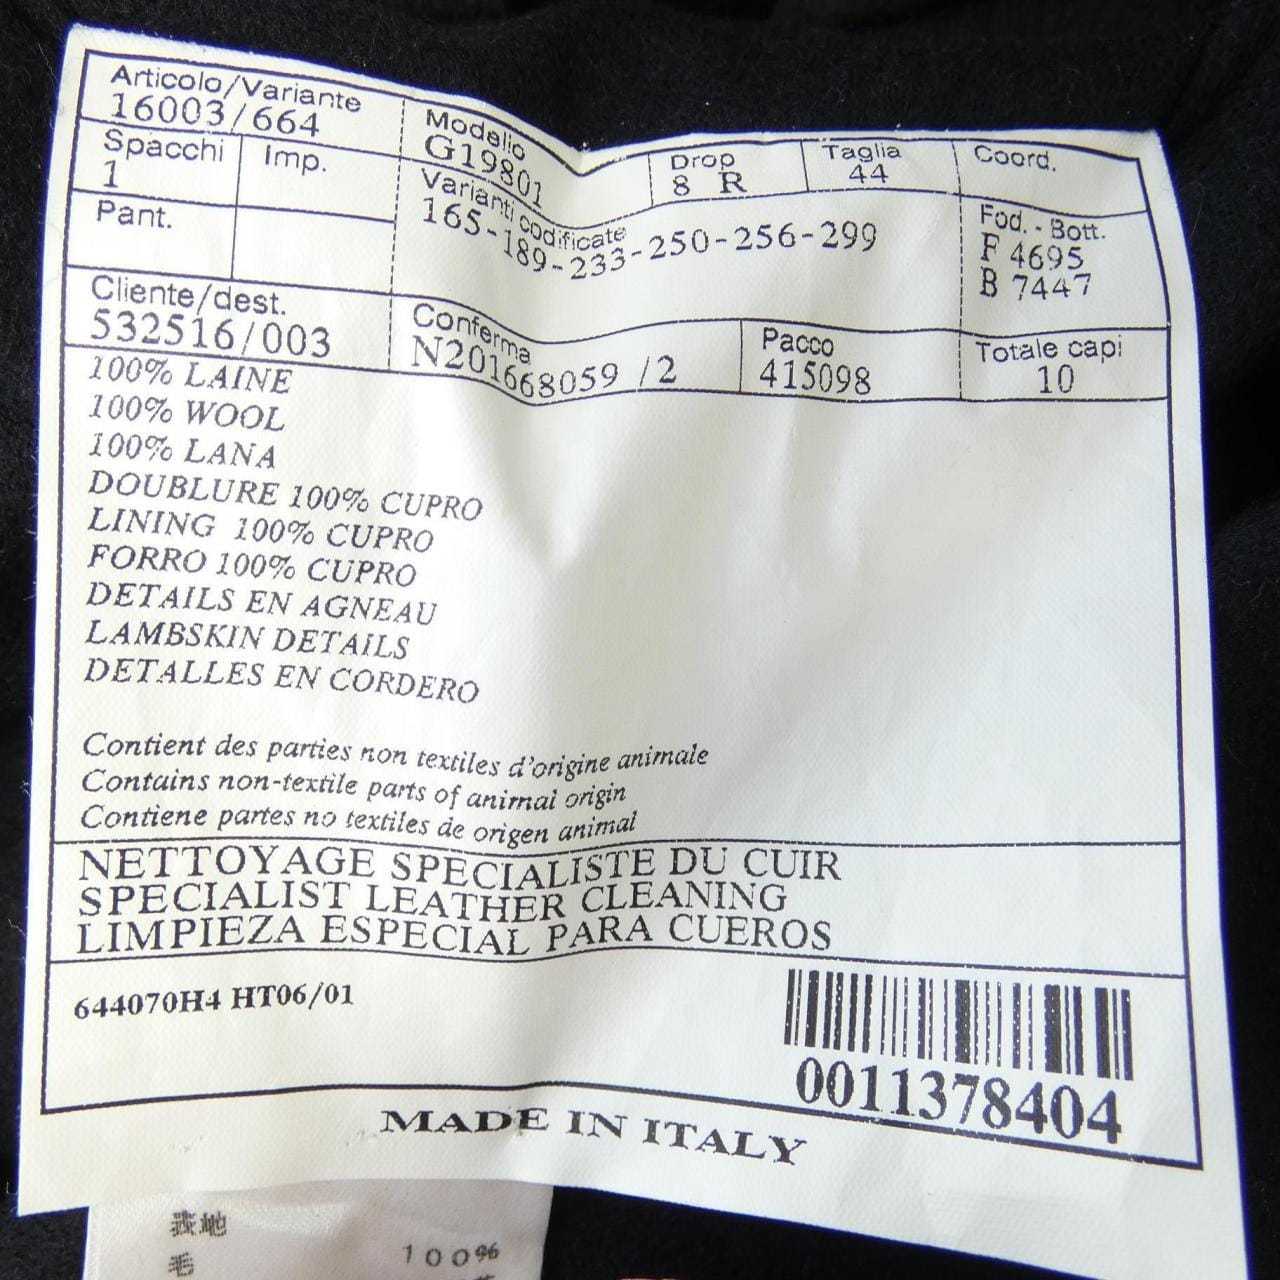 Articolo/Variante
16003/664
Modello
G19801
Drop
8 R
Taglia
44
Coord.
Spacchi
1
Imp.
Varianti codificate
165-189-233-250-256-299
Fod. - Bott.
F 4695
B 7447
Pant.
Cliente/dest.
532516/003
Conferma
N201668059 /2
Pacco
415098
Totale capi
10
100% LAINE
100% WOOL
100% LANA
DOUBLURE 100% CUPRO
LINING 100% CUPRO
FORRO 100% CUPRO
DETAILS EN AGNEAU
LAMBSKIN DETAILS
DETALLES EN CORDERO
Contient des parties non textiles d'origine animale
Contains non-textile parts of animal origin
Contiene partes no textiles de origen animal
NETTOYAGE SPECIALISTE DU CUIR
SPECIALIST LEATHER CLEANING
LIMPIEZA ESPECIAL PARA CUEROS
644070H4 HT06/01
0011378404
MADE IN ITALY
表地
毛 100%